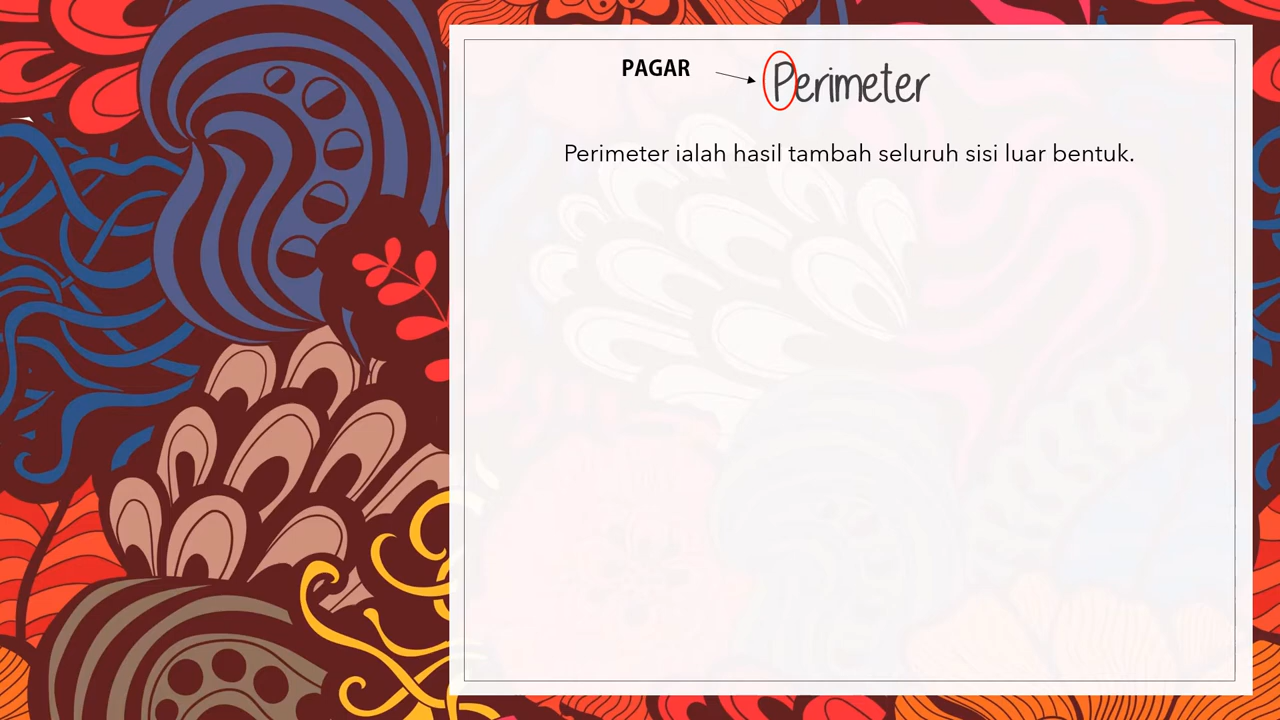 PAGAR
Perimeter
Perimeter ialah hasil tambah seluruh sisi luar bentuk.